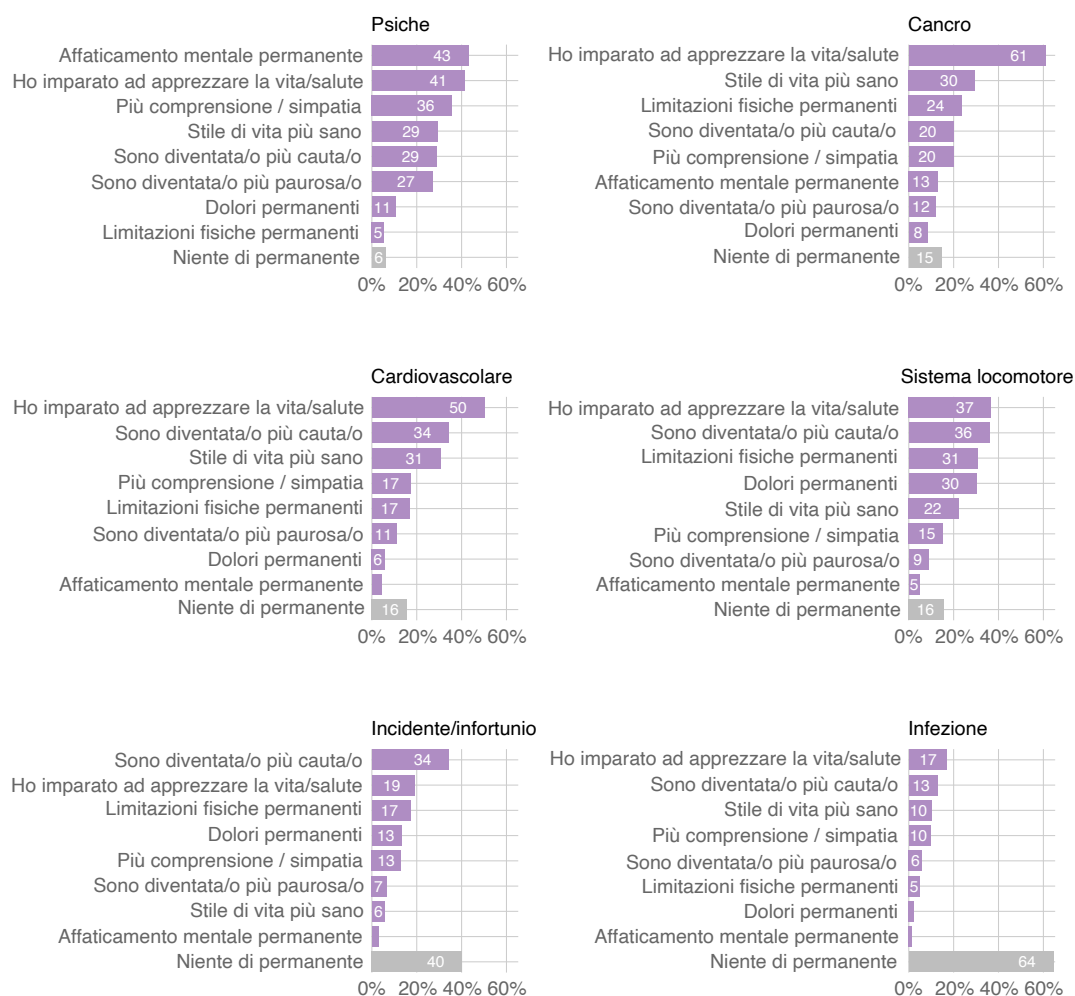 Psiche
Affaticamento mentale permanente 43
Ho imparato ad apprezzare la vita/salute 41
Più comprensione / simpatia 36
Stile di vita più sano 29
Sono diventata/o più cauta/o 29
Sono diventata/o più paurosa/o 27
Dolori permanenti 11
Limitazioni fisiche permanenti 5
Niente di permanente 6
0% 20% 40% 60%
Cancro
Ho imparato ad apprezzare la vita/salute 61
Stile di vita più sano 30
Limitazioni fisiche permanenti 24
Sono diventata/o più cauta/o 20
Più comprensione / simpatia 20
Affaticamento mentale permanente 13
Sono diventata/o più paurosa/o 12
Dolori permanenti 8
Niente di permanente 15
0% 20% 40% 60%
Cardiovascolare
Ho imparato ad apprezzare la vita/salute 50
Sono diventata/o più cauta/o 34
Stile di vita più sano 31
Più comprensione / simpatia 17
Limitazioni fisiche permanenti 17
Sono diventata/o più paurosa/o 11
Dolori permanenti 6
Affaticamento mentale permanente
Niente di permanente 16
0% 20% 40% 60%
Sistema locomotore
Ho imparato ad apprezzare la vita/salute 37
Sono diventata/o più cauta/o 36
Limitazioni fisiche permanenti 31
Dolori permanenti 30
Stile di vita più sano 22
Più comprensione / simpatia 15
Sono diventata/o più paurosa/o 9
Affaticamento mentale permanente 5
Niente di permanente 16
0% 20% 40% 60%
Incidente/infortunio
Sono diventata/o più cauta/o 34
Ho imparato ad apprezzare la vita/salute 19
Limitazioni fisiche permanenti 17
Dolori permanenti 13
Più comprensione / simpatia 13
Sono diventata/o più paurosa/o 7
Stile di vita più sano 6
Affaticamento mentale permanente
Niente di permanente 40
0% 20% 40% 60%
Infezione
Ho imparato ad apprezzare la vita/salute 17
Sono diventata/o più cauta/o 13
Stile di vita più sano 10
Più comprensione / simpatia 10
Sono diventata/o più paurosa/o 6
Limitazioni fisiche permanenti 5
Dolori permanenti
Affaticamento mentale permanente
Niente di permanente 64
0% 20% 40% 60%